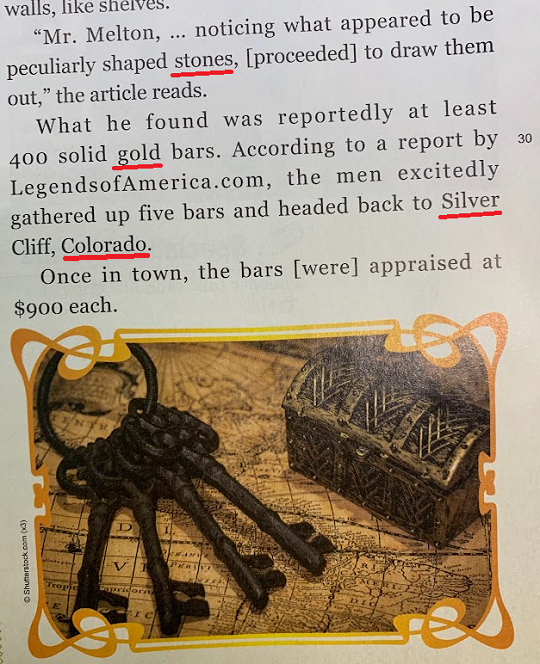 walls, like shelves.
“Mr. Melton, ... noticing what appeared to be
peculiarly shaped stones, [proceeded] to draw them
out,” the article reads.
What he found was reportedly at least
400 solid gold bars. According to a report by
30
LegendsofAmerica.com, the men excitedly
gathered up five bars and headed back to Silver
Cliff, Colorado.
Once in town, the bars [were] appraised at
$900 each.
© Shutterstock.com (x3)
Tropic
apricorn